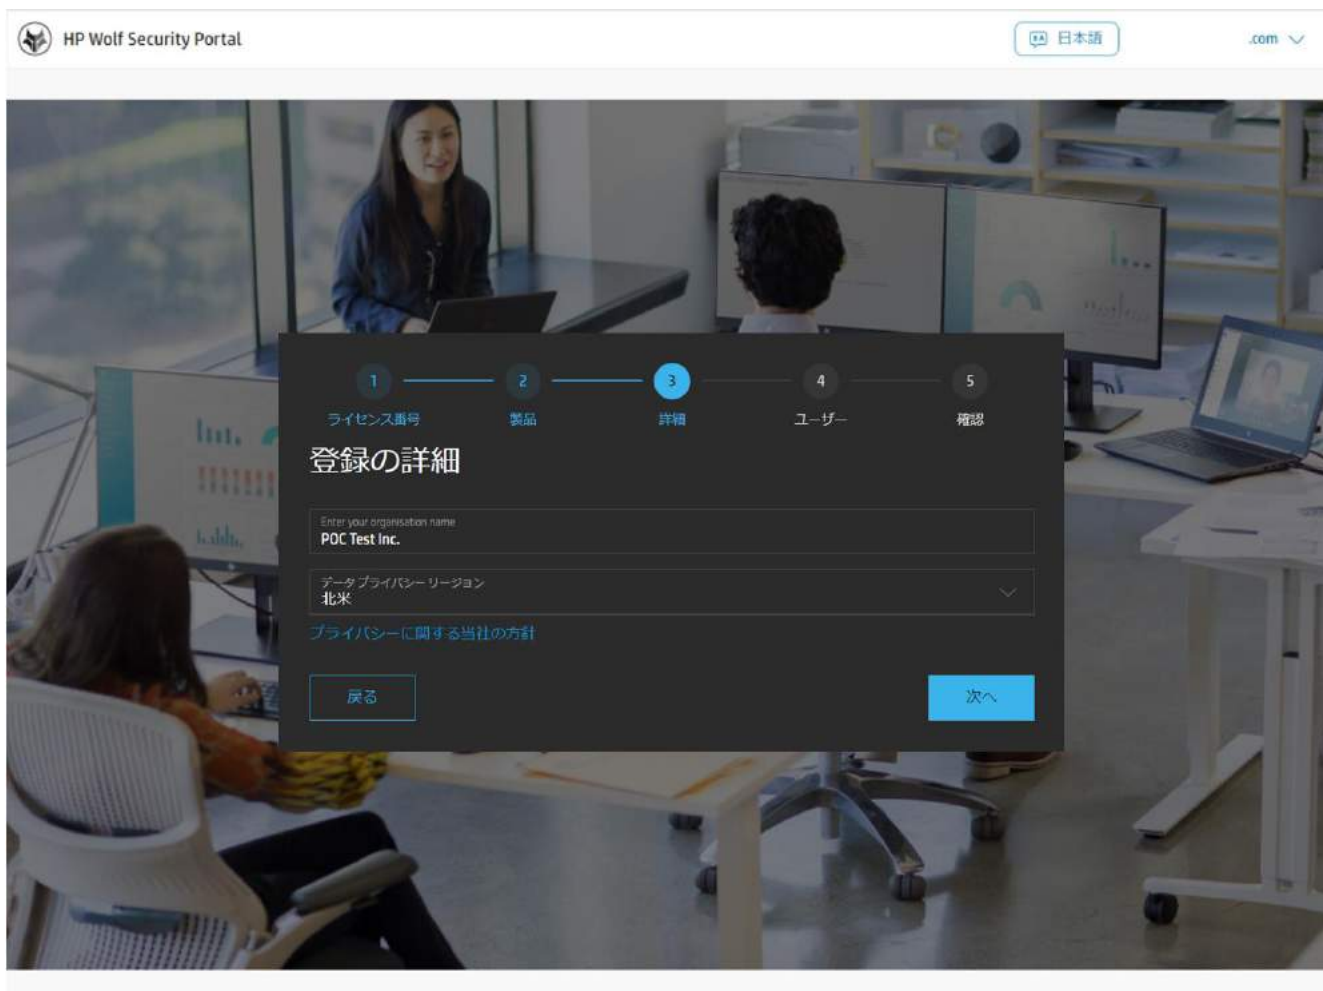 HP Wolf Security Portal
日本語
.com
1
2
3
4
5
ライセンス番号
製品
詳細
ユーザー
確認
登録の詳細
Enter your organisation name
POC Test Inc.
データ プライバシー リージョン
北米
プライバシーに関する当社の方針
戻る
次へ